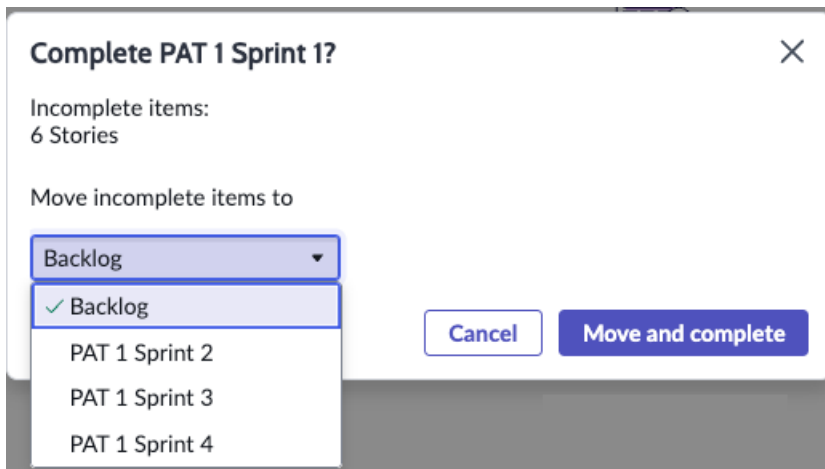 Complete PAT 1 Sprint 1?
Incomplete items:
6 Stories
Move incomplete items to
Backlog
Backlog
PAT 1 Sprint 2
PAT 1 Sprint 3
PAT 1 Sprint 4
Cancel
Move and complete